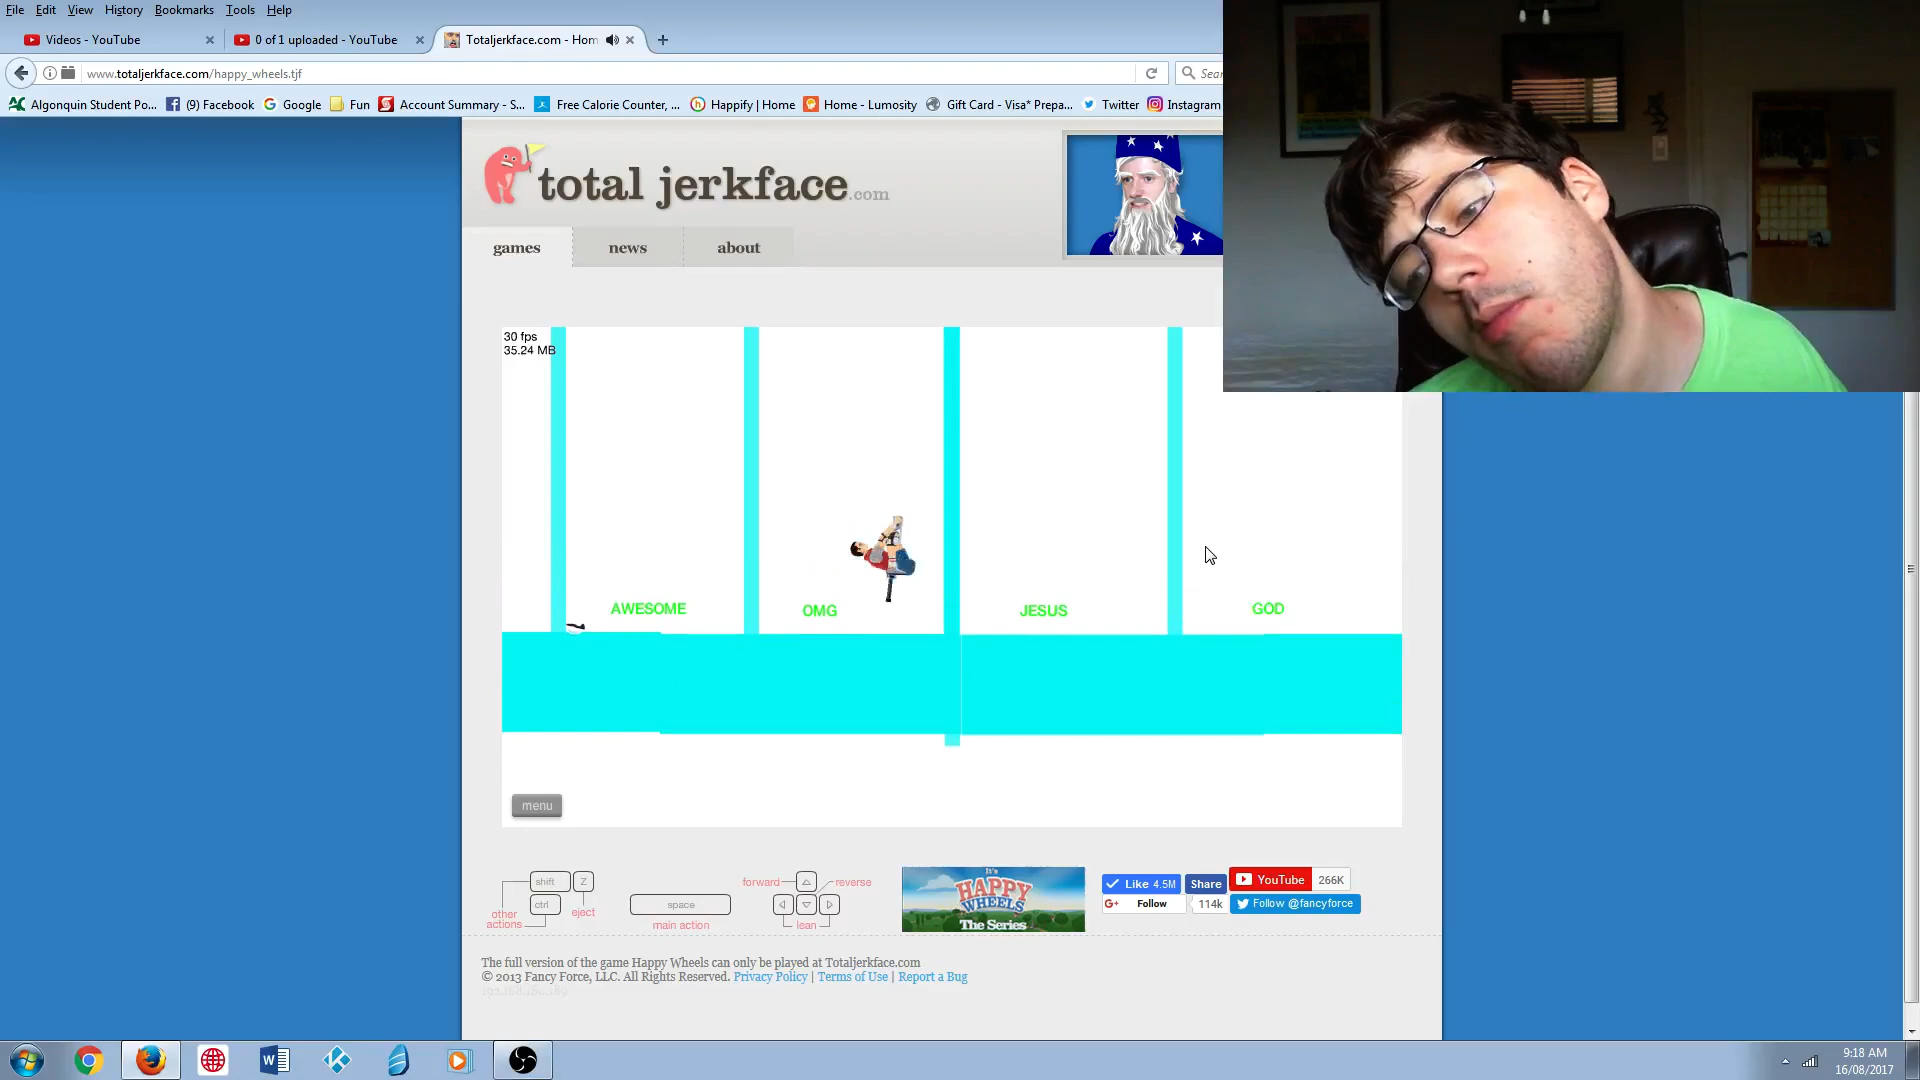 File Edit View History Bookmarks Tools Help
Videos - YouTube
0 of 1 uploaded - YouTube
Totaljerkface.com - Hom
www.totaljerkface.com/happy_wheels.tjf
Sear
Algonquin Student Po...
(9) Facebook
Google
Fun
Account Summary - S...
Free Calorie Counter, ...
Happify | Home
Home - Lumosity
Gift Card - Visa* Prepa...
Twitter
Instagram
total jerkface.com
games
news
about
30 fps
35.24 MB
AWESOME
OMG
JESUS
GOD
menu
shift
Z
ctrl
other actions
eject
space
main action
forward
reverse
lean
It's
HAPPY
WHEELS
The Series
Like 4.5M
Share
YouTube
266K
G+ Follow
114k
Follow @fancyforce
The full version of the game Happy Wheels can only be played at Totaljerkface.com
© 2013 Fancy Force, LLC. All Rights Reserved. Privacy Policy | Terms of Use | Report a Bug
9:18 AM
16/08/2017